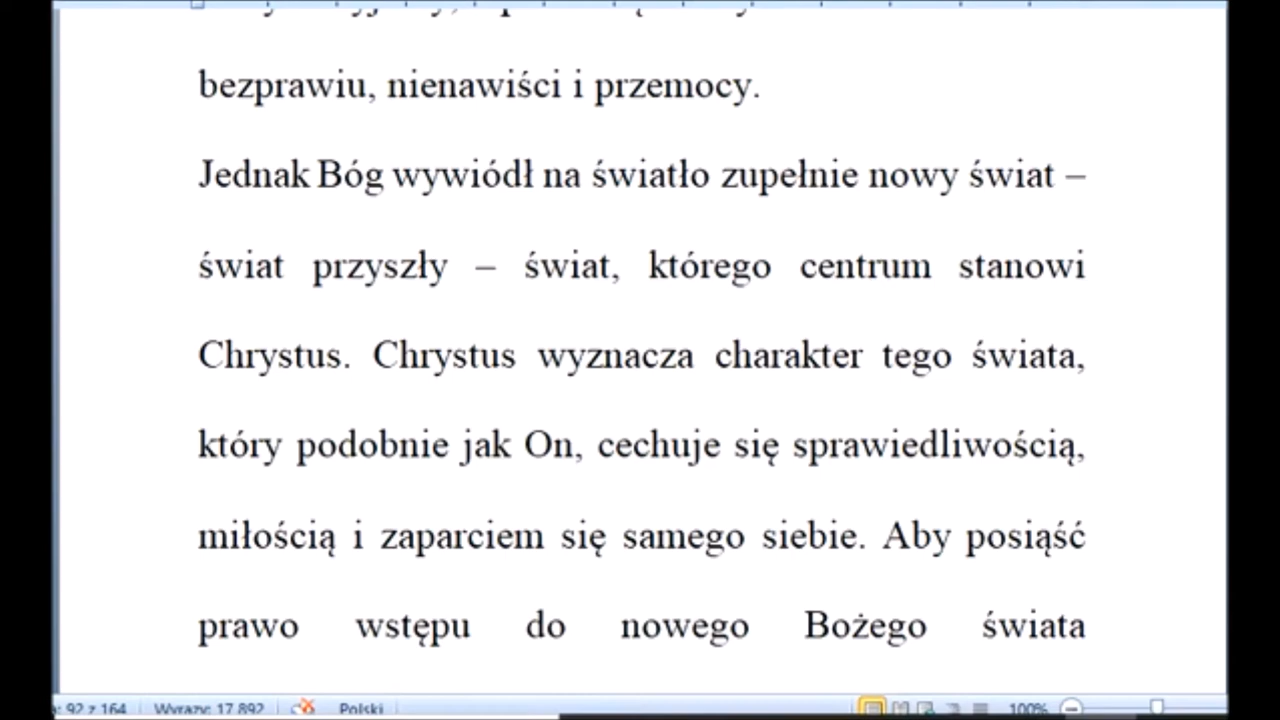 bezprawiu, nienawiści i przemocy.
Jednak Bóg wywiódł na światło zupełnie nowy świat –
świat przyszły – świat, którego centrum stanowi
Chrystus. Chrystus wyznacza charakter tego świata,
który podobnie jak On, cechuje się sprawiedliwością,
miłością i zaparciem się samego siebie. Aby posiąść
prawo wstępu do nowego Bożego świata
92 z 164 Wyrazy: 17 892 Polski 100%